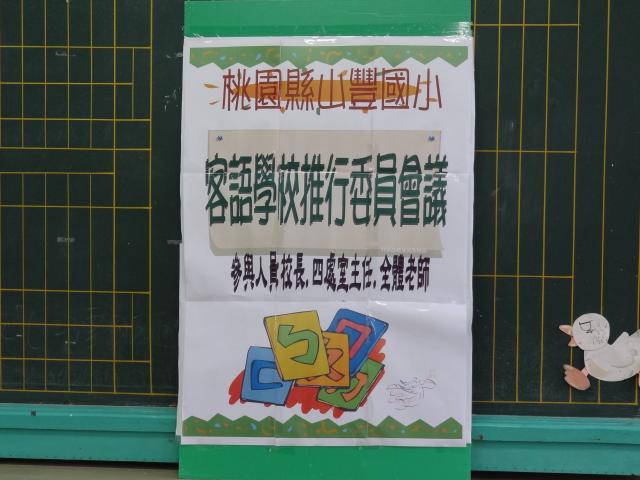 桃園縣山豐國小
客語學校推行委員會議
參與人員校長.四處室主任.全體老師
ㄅ
ㄆ
ㄇ
ㄈ